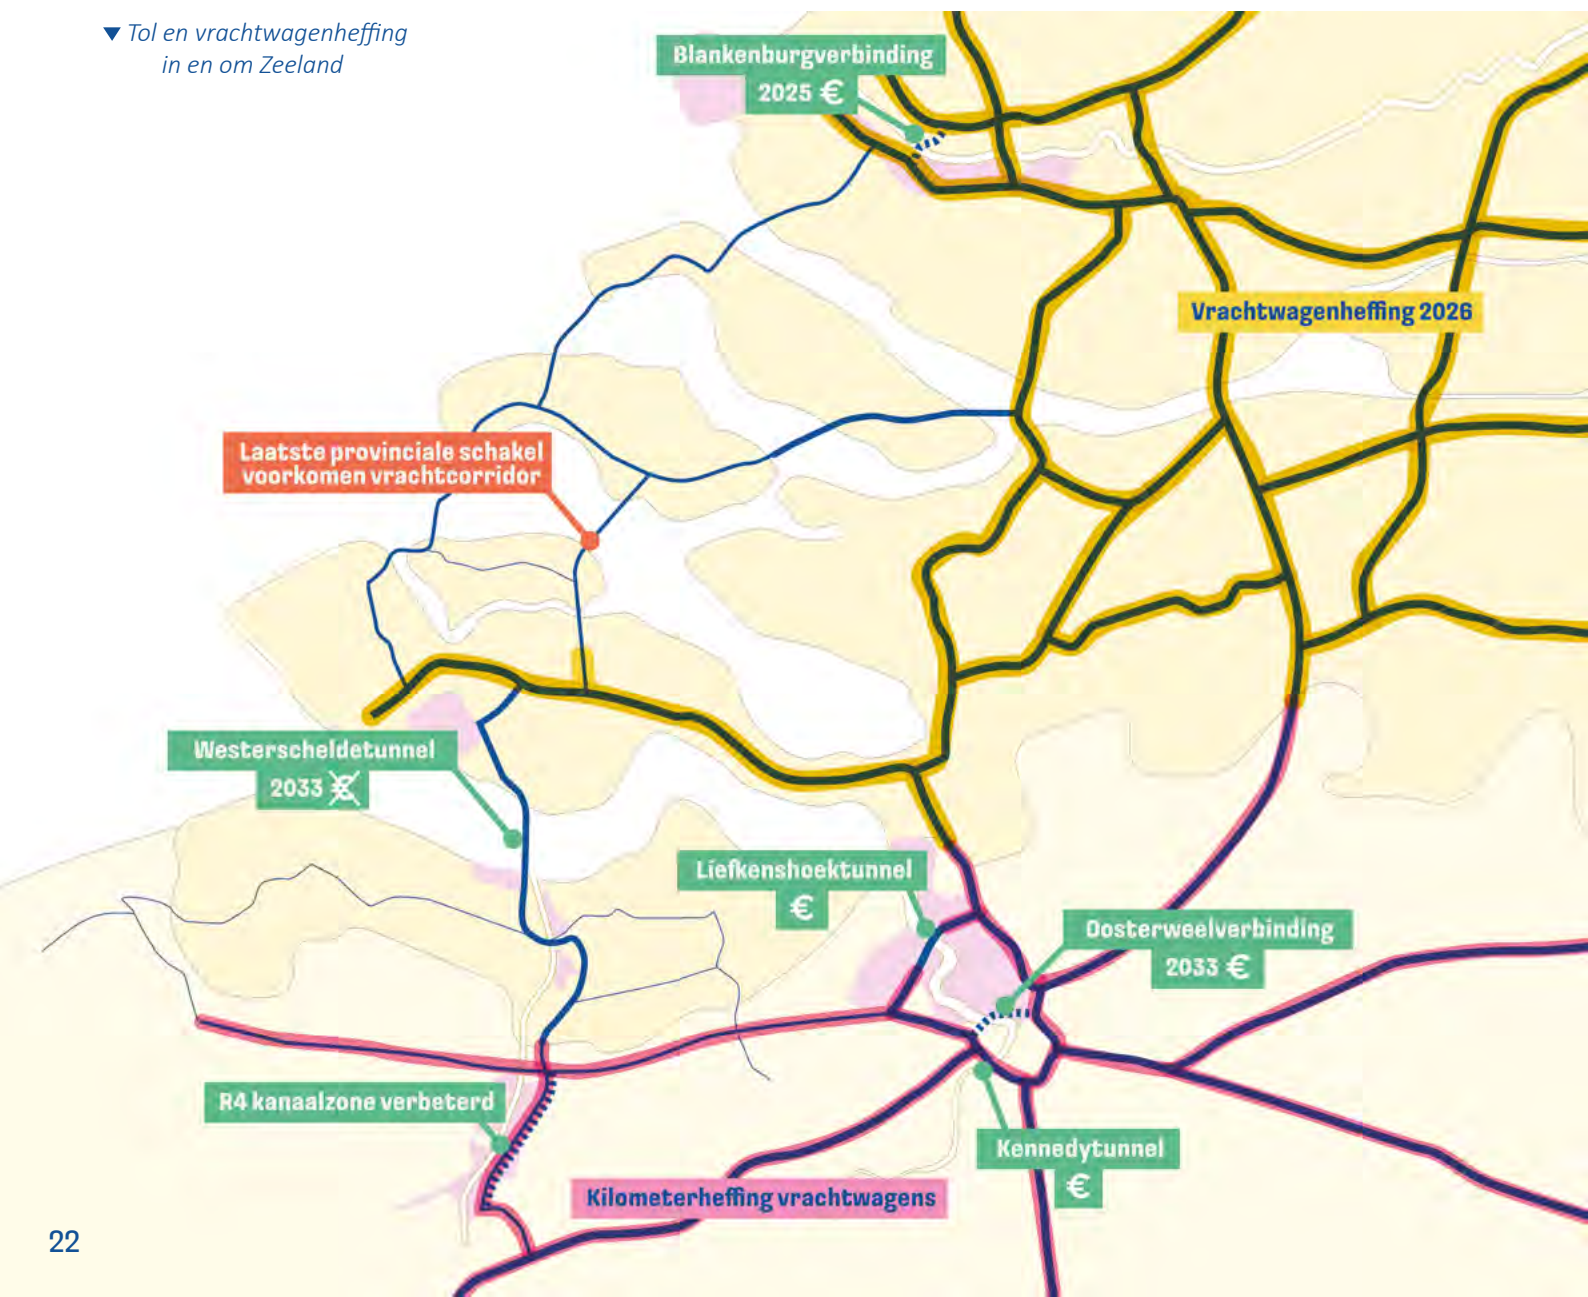 ▼ Tol en vrachtwagenheffing
in en om Zeeland
Blankenburgverbinding
2025 €
Vrachtwagenheffing 2026
Laatste provinciale schakel
voorkomen vrachtcorridor
Westerscheldetunnel
2033 €
Liefkenshoektunnel
€
Oosterweelverbinding
2033 €
R4 kanaalzone verbeterd
Kennedytunnel
€
Kilometerheffing vrachtwagens
22